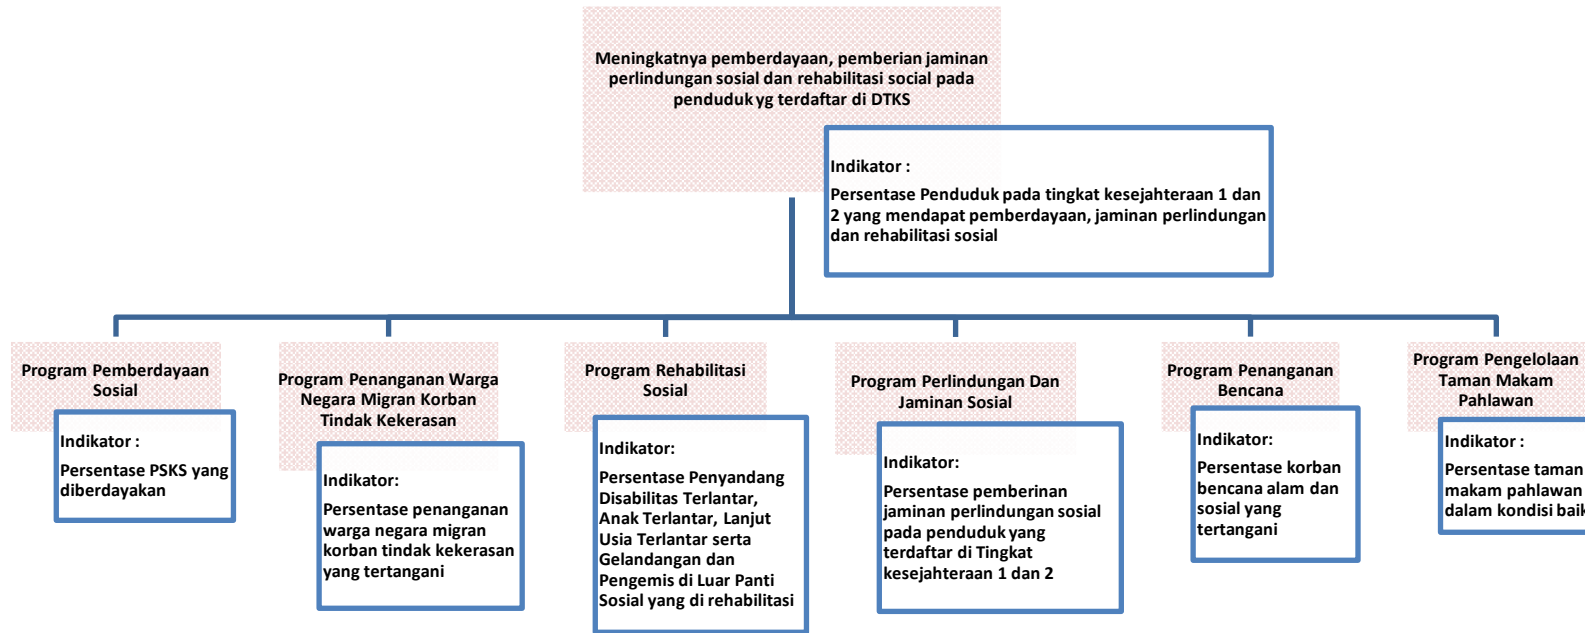 Meningkatnya pemberdayaan, pemberian jaminan
perlindungan sosial dan rehabilitasi social pada
penduduk yg terdaftar di DTKS
Indikator :
Persentase Penduduk pada tingkat kesejahteraan 1 dan
2 yang mendapat pemberdayaan, jaminan perlindungan
dan rehabilitasi sosial
Program Pemberdayaan
Sosial
Indikator :
Persentase PSKS yang
diberdayakan
Program Penanganan Warga
Negara Migran Korban
Tindak Kekerasan
Indikator:
Persentase penanganan
warga negara migran
korban tindak kekerasan
yang tertangani
Program Rehabilitasi
Sosial
Indikator:
Persentase Penyandang
Disabilitas Terlantar,
Anak Terlantar, Lanjut
Usia Terlantar serta
Gelandangan dan
Pengemis di Luar Panti
Sosial yang di rehabilitasi
Program Perlindungan Dan
Jaminan Sosial
Indikator:
Persentase pemberinan
jaminan perlindungan sosial
pada penduduk yang
terdaftar di Tingkat
kesejahteraan 1 dan 2
Program Penanganan
Bencana
Indikator:
Persentase korban
bencana alam dan
sosial yang
tertangani
Program Pengelolaan
Taman Makam
Pahlawan
Indikator :
Persentase taman
makam pahlawan
dalam kondisi baik